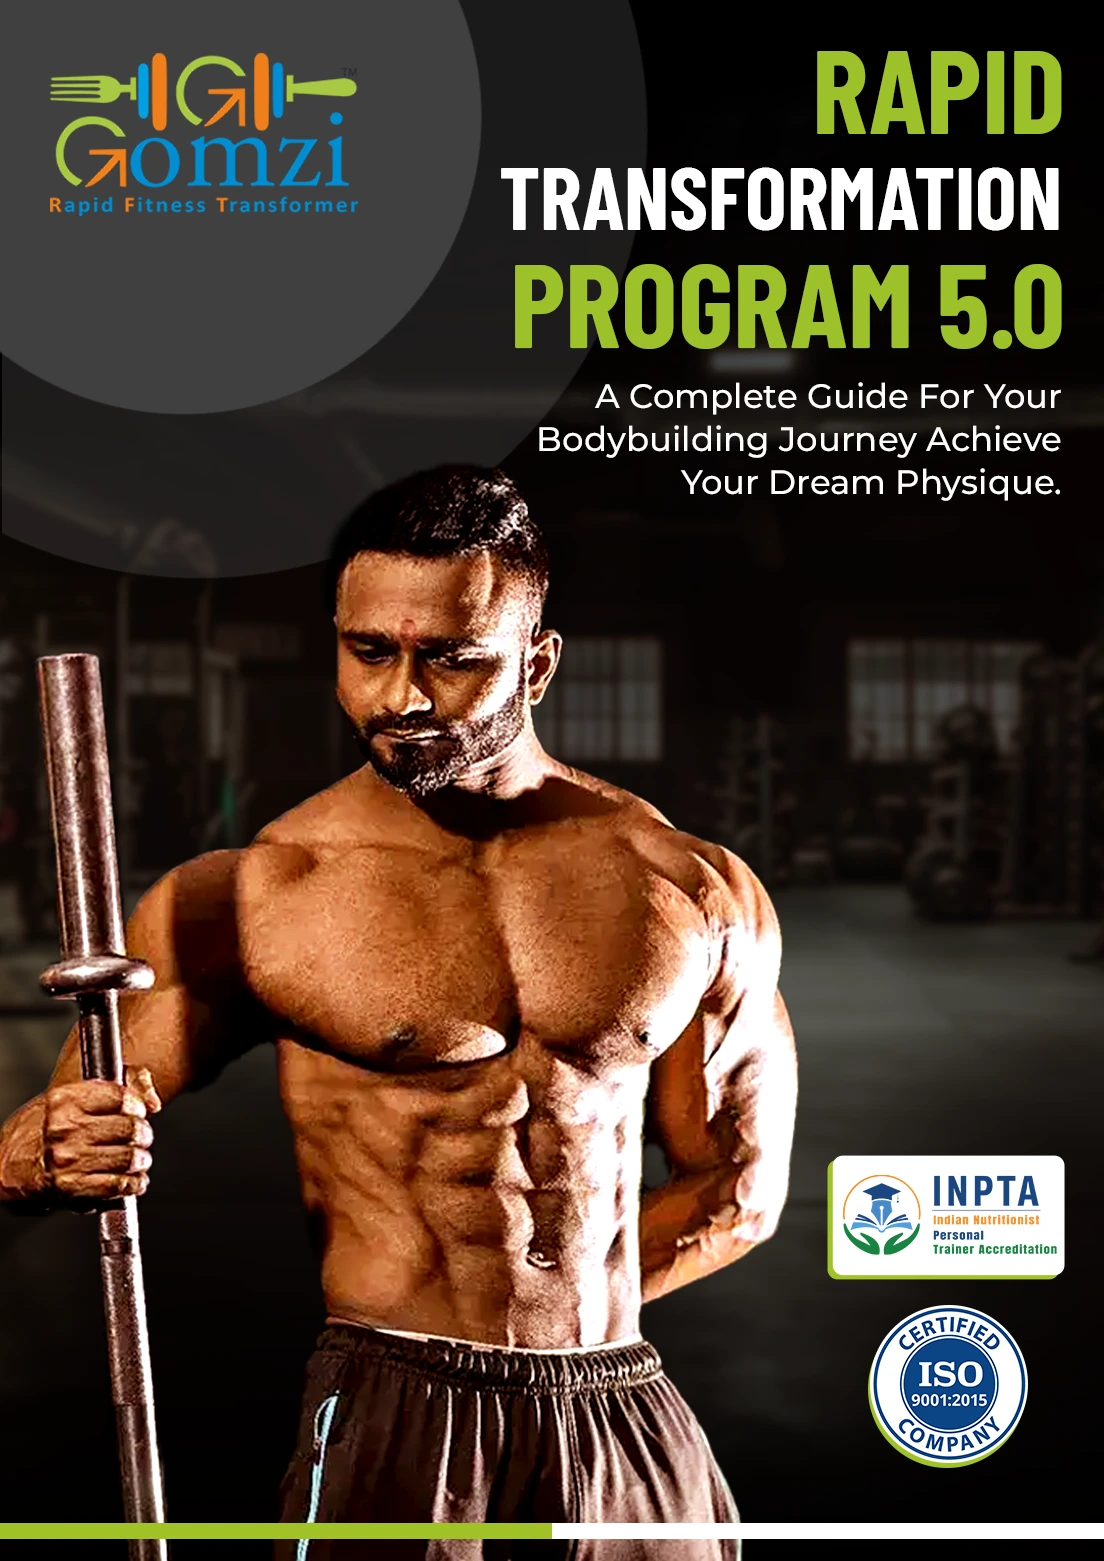 TM
Gomzi
Rapid Fitness Transformer
RAPID
TRANSFORMATION
PROGRAM 5.0
A Complete Guide For Your
Bodybuilding Journey Achieve
Your Dream Physique.
INPTA
Indian Nutritionist
Personal
Trainer Accreditation
CERTIFIED
ISO
9001:2015
COMPANY